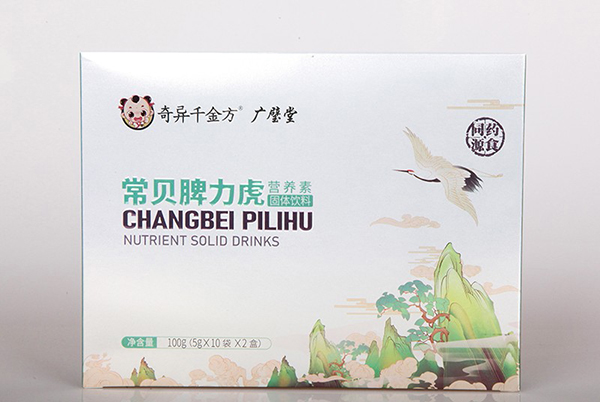 奇异千金方® 广莹堂
同药
源食
常贝脾力虎 营养素
固体饮料
CHANGBEI PILIHU
NUTRIENT SOLID DRINKS
净含量 100g (5g×10袋×2盒)